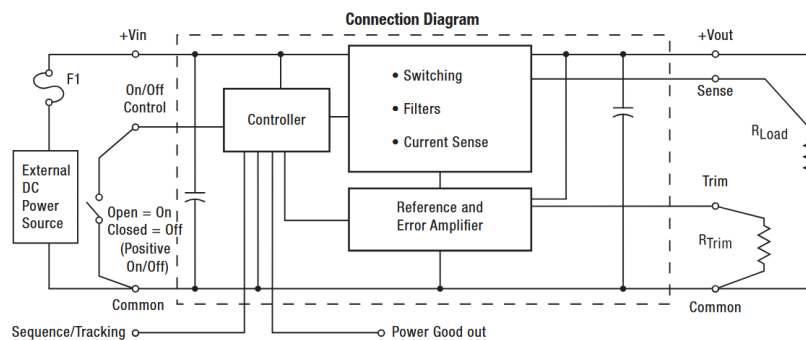 Connection Diagram
+Vin
+Vout
F1
On/Off
Control
• Switching
• Filters
• Current Sense
Sense
Controller
RLoad
External
DC
Power
Source
Open = On
Closed = Off
(Positive
On/Off)
Reference and
Error Amplifier
Trim
RTrim
Common
Common
Sequence/Tracking
Power Good out